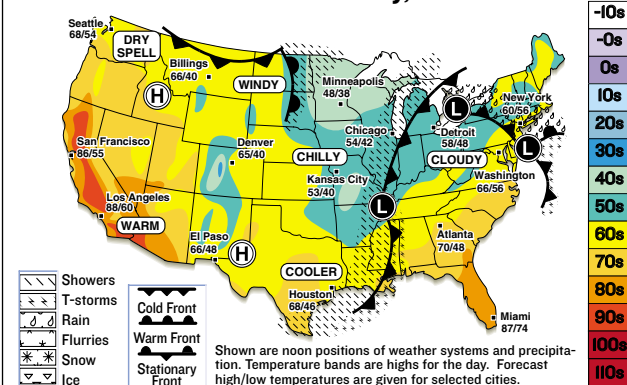 Seattle
68/54
DRY
SPELL
Billings
66/40
WINDY
Minneapolis
48/38
H
L
New York
60/56
San Francisco
86/55
Denver
65/40
Chicago
54/42
Detroit
58/48
L
CHILLY
CLOUDY
Kansas City
53/40
Washington
66/56
Los Angeles
88/60
WARM
L
El Paso
66/48
H
Atlanta
70/48
COOLER
Houston
68/46
Miami
87/74
Showers
T-storms
Rain
Flurries
Snow
Ice
Cold Front
Warm Front
Stationary
Front
Shown are noon positions of weather systems and precipita-
tion. Temperature bands are highs for the day. Forecast
high/low temperatures are given for selected cities.
-10s
-0s
0s
10s
20s
30s
40s
50s
60s
70s
80s
90s
100s
110s